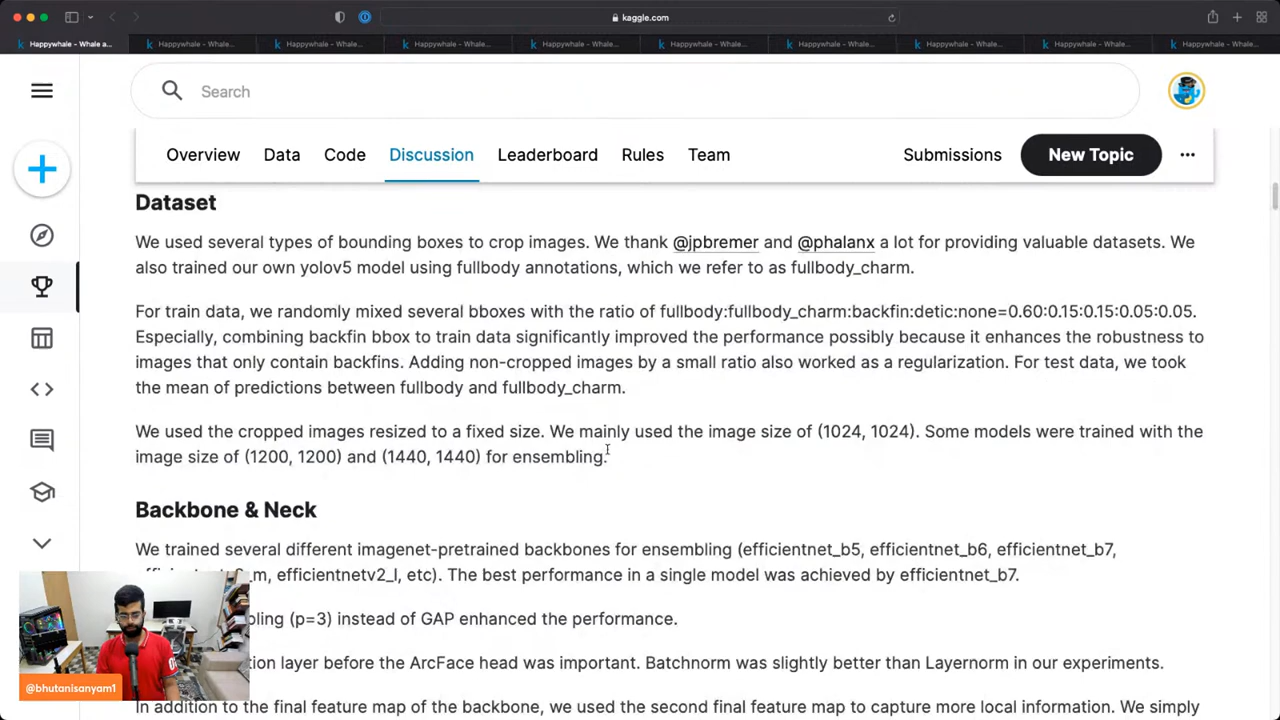 kaggle.com
Happywhale - Whale a...
Happywhale - Whale...
Happywhale - Whale...
Happywhale - Whale...
Happywhale - Whale...
Happywhale - Whale...
Happywhale - Whale...
Happywhale - Whale...
Happywhale - Whale...
Happywhale - Whale...
Search
Overview Data Code Discussion Leaderboard Rules Team Submissions New Topic
Dataset
We used several types of bounding boxes to crop images. We thank @jpbremer and @phalanx a lot for providing valuable datasets. We
also trained our own yolov5 model using fullbody annotations, which we refer to as fullbody_charm.
For train data, we randomly mixed several bboxes with the ratio of fullbody:fullbody_charm:backfin:detic:none=0.60:0.15:0.15:0.05:0.05.
Especially, combining backfin bbox to train data significantly improved the performance possibly because it enhances the robustness to
images that only contain backfins. Adding non-cropped images by a small ratio also worked as a regularization. For test data, we took
the mean of predictions between fullbody and fullbody_charm.
We used the cropped images resized to a fixed size. We mainly used the image size of (1024, 1024). Some models were trained with the
image size of (1200, 1200) and (1440, 1440) for ensembling.
Backbone & Neck
We trained several different imagenet-pretrained backbones for ensembling (efficientnet_b5, efficientnet_b6, efficientnet_b7,
_m, efficientnetv2_l, etc). The best performance in a single model was achieved by efficientnet_b7.
(p=3) instead of GAP enhanced the performance.
layer before the ArcFace head was important. Batchnorm was slightly better than Layernorm in our experiments.
In addition to the final feature map of the backbone, we used the second final feature map to capture more local information. We simply
@bhutanisanyam1